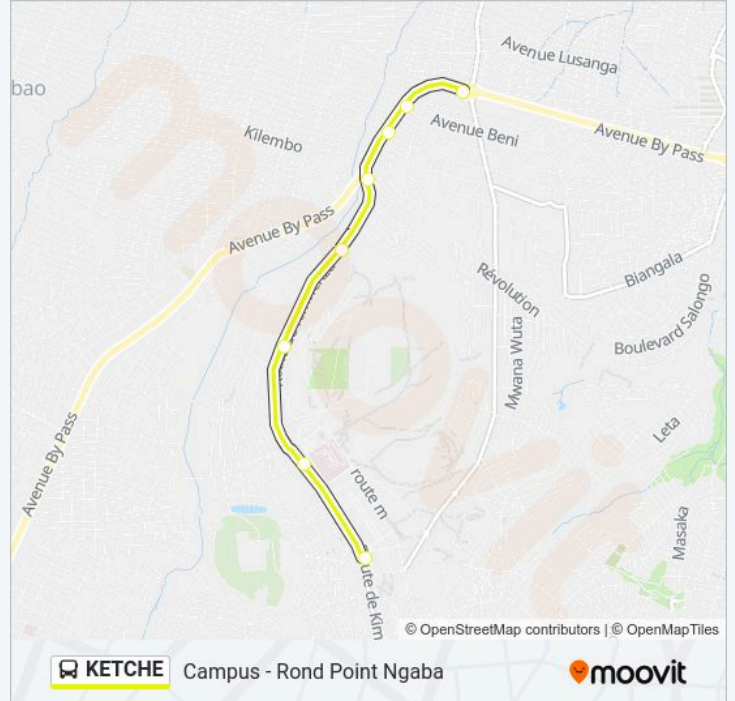 Avenue Lusanga
bao
Kilembo
Avenue Beni
Avenue By Pass
Avenue By Pass
Révolution
Biangala
Boulevard Salongo
Mwana Wuta
Leta
Avenue By Pass
route m
Masaka
ute de Kim
© OpenStreetMap contributors | © OpenMapTiles
KETCHE Campus - Rond Point Ngaba moovit
moovit